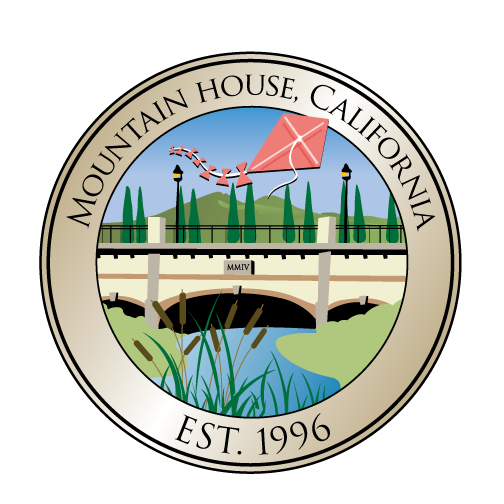 MOUNTAIN HOUSE, CALIFORNIA
MMIV
EST. 1996